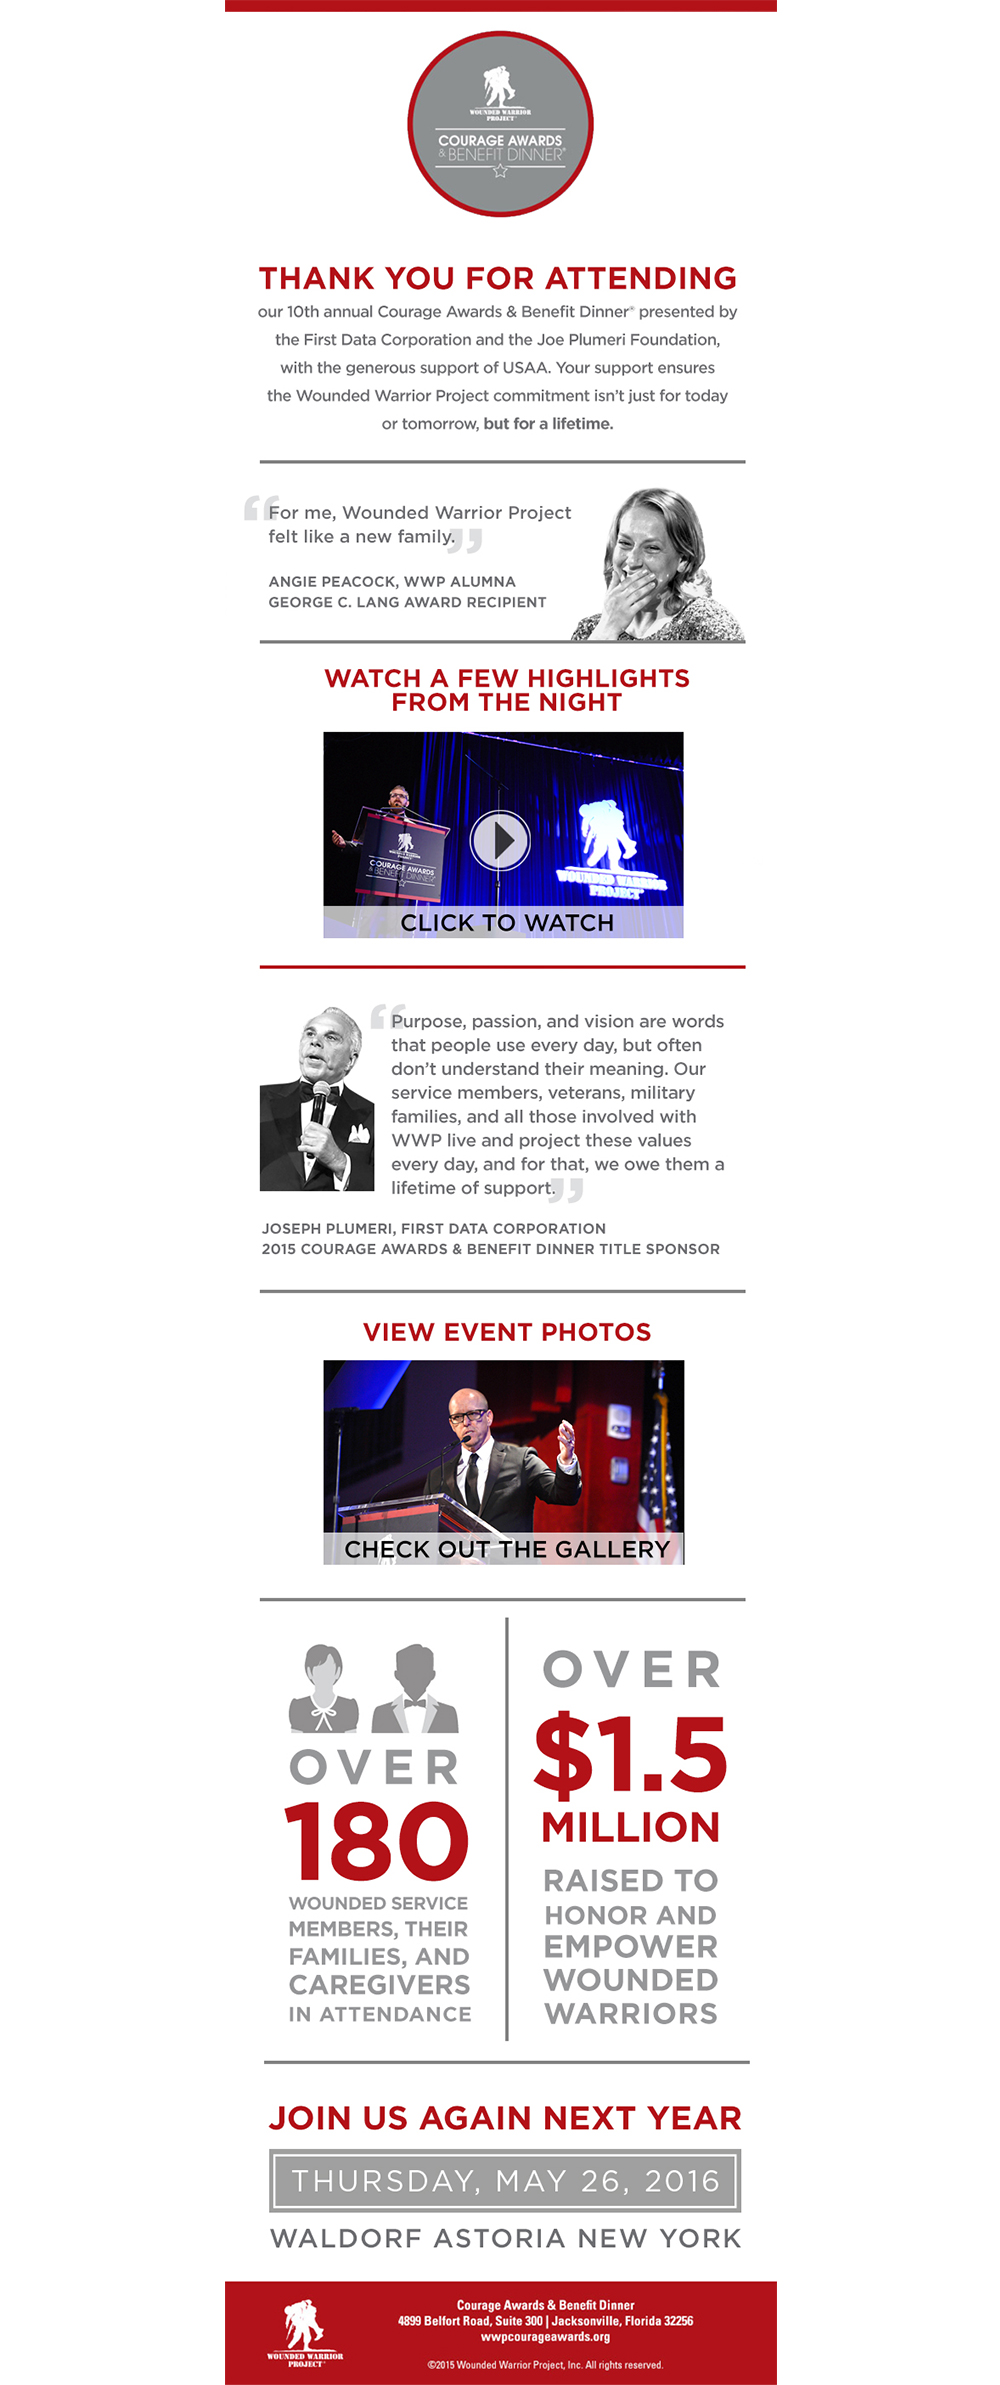 WOUNDED WARRIOR
PROJECT
COURAGE AWARDS
& BENEFIT DINNER®
THANK YOU FOR ATTENDING
our 10th annual Courage Awards & Benefit Dinner® presented by
the First Data Corporation and the Joe Plumeri Foundation,
with the generous support of USAA. Your support ensures
the Wounded Warrior Project commitment isn't just for today
or tomorrow, but for a lifetime.
“For me, Wounded Warrior Project
felt like a new family.”
ANGIE PEACOCK, WWP ALUMNA
GEORGE C. LANG AWARD RECIPIENT
WATCH A FEW HIGHLIGHTS
FROM THE NIGHT
COURAGE AWARDS
& BENEFIT DINNER
WOUNDED WARRIOR
PROJECT
CLICK TO WATCH
“Purpose, passion, and vision are words
that people use every day, but often
don't understand their meaning. Our
service members, veterans, military
families, and all those involved with
WWP live and project these values
every day, and for that, we owe them a
lifetime of support.”
JOSEPH PLUMERI, FIRST DATA CORPORATION
2015 COURAGE AWARDS & BENEFIT DINNER TITLE SPONSOR
VIEW EVENT PHOTOS
CHECK OUT THE GALLERY
OVER
180
WOUNDED SERVICE
MEMBERS, THEIR
FAMILIES, AND
CAREGIVERS
IN ATTENDANCE
OVER
$1.5
MILLION
RAISED TO
HONOR AND
EMPOWER
WOUNDED
WARRIORS
JOIN US AGAIN NEXT YEAR
THURSDAY, MAY 26, 2016
WALDORF ASTORIA NEW YORK
WOUNDED WARRIOR
PROJECT
Courage Awards & Benefit Dinner
4899 Belfort Road, Suite 300 | Jacksonville, Florida 32256
wwpcourageawards.org
©2015 Wounded Warrior Project, Inc. All rights reserved.